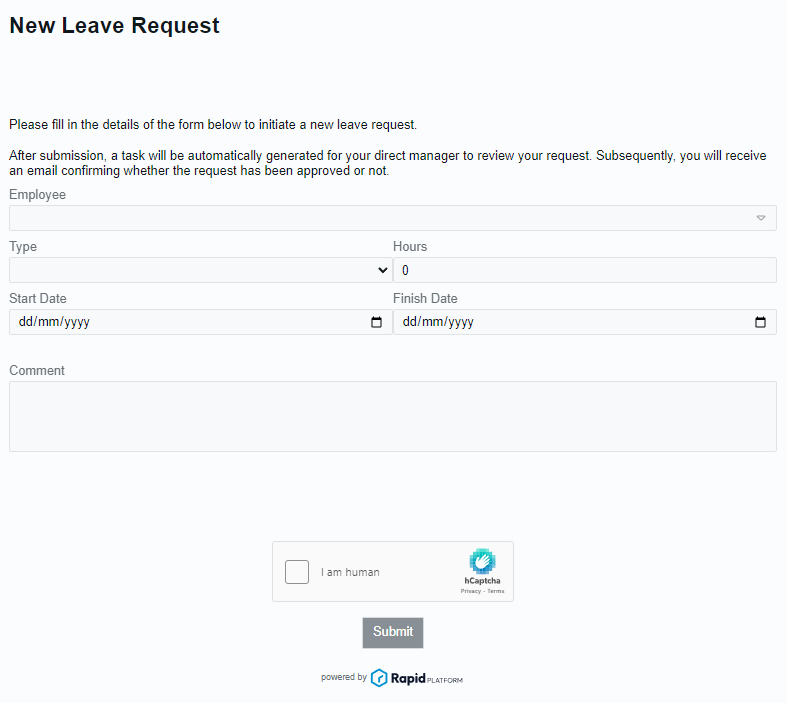 New Leave Request
Please fill in the details of the form below to initiate a new leave request.
After submission, a task will be automatically generated for your direct manager to review your request. Subsequently, you will receive
an email confirming whether the request has been approved or not.
Employee
Type Hours
0
Start Date Finish Date
dd/mm/yyyy dd/mm/yyyy
Comment
I am human
hCaptcha
Privacy - Terms
Submit
powered by Rapid PLATFORM